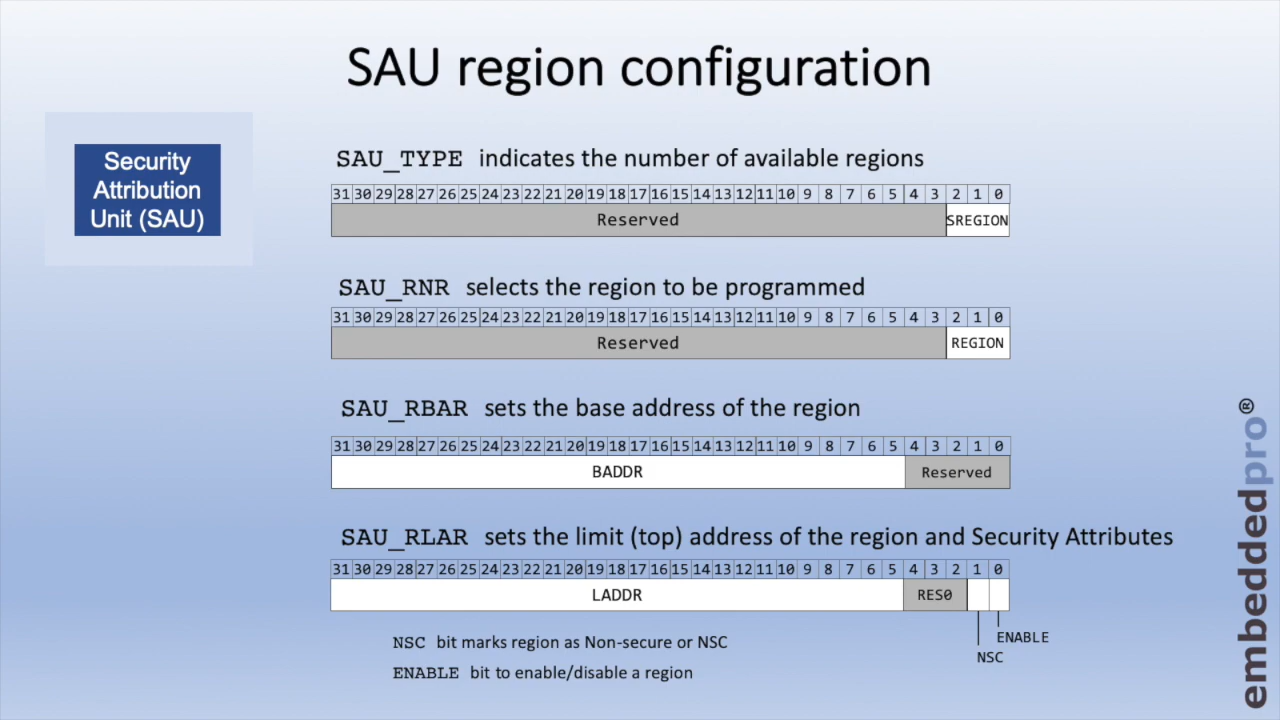 SAU region configuration
Security
Attribution
Unit (SAU)
SAU_TYPE indicates the number of available regions
31 30 29 28 27 26 25 24 23 22 21 20 19 18 17 16 15 14 13 12 11 10 9 8 7 6 5 4 3 2 1 0
Reserved SREGION
SAU_RNR selects the region to be programmed
31 30 29 28 27 26 25 24 23 22 21 20 19 18 17 16 15 14 13 12 11 10 9 8 7 6 5 4 3 2 1 0
Reserved REGION
SAU_RBAR sets the base address of the region
31 30 29 28 27 26 25 24 23 22 21 20 19 18 17 16 15 14 13 12 11 10 9 8 7 6 5 4 3 2 1 0
BADDR Reserved
SAU_RLAR sets the limit (top) address of the region and Security Attributes
31 30 29 28 27 26 25 24 23 22 21 20 19 18 17 16 15 14 13 12 11 10 9 8 7 6 5 4 3 2 1 0
LADDR RES0
ENABLE
NSC
NSC bit marks region as Non-secure or NSC
ENABLE bit to enable/disable a region
embeddedpro®